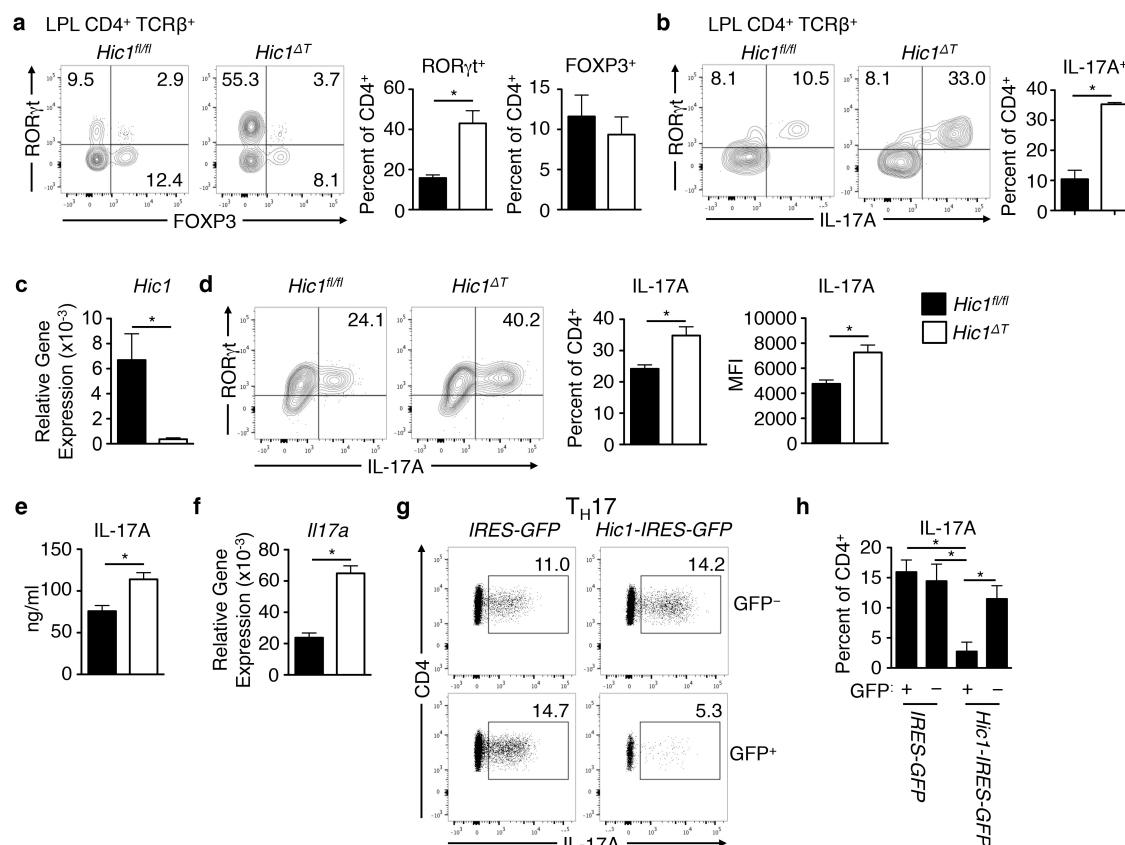 a LPL CD4⁺ TCRβ⁺
Hic1fl/fl Hic1ΔT
9.5 2.9 55.3 3.7
12.4 8.1
RORγt
FOXP3
RORγt⁺ FOXP3⁺
Percent of CD4⁺
60
40
20
0
*
Percent of CD4⁺
15
10
5
0
b LPL CD4⁺ TCRβ⁺
Hic1fl/fl Hic1ΔT
8.1 10.5 8.1 33.0
RORγt
IL-17A
IL-17A⁺
Percent of CD4⁺
40
30
20
10
0
*
c Hic1
Relative Gene
Expression (x10⁻³)
10
8
6
4
2
0
*
d Hic1fl/fl Hic1ΔT
24.1 40.2
RORγt
IL-17A
IL-17A
Percent of CD4⁺
40
30
20
10
0
*
IL-17A
MFI
10000
8000
6000
4000
2000
0
*
Hic1fl/fl
Hic1ΔT
e IL-17A
ng/ml
150
100
50
0
*
f Il17a
Relative Gene
Expression (x10⁻³)
80
60
40
20
0
*
g TH17
IRES-GFP Hic1-IRES-GFP
11.0 14.2
GFP⁻
14.7 5.3
GFP⁺
CD4
IL-17A
h IL-17A
Percent of CD4⁺
20
15
10
5
0
* * *
GFP: + − + −
IRES-GFP
Hic1-IRES-GFP